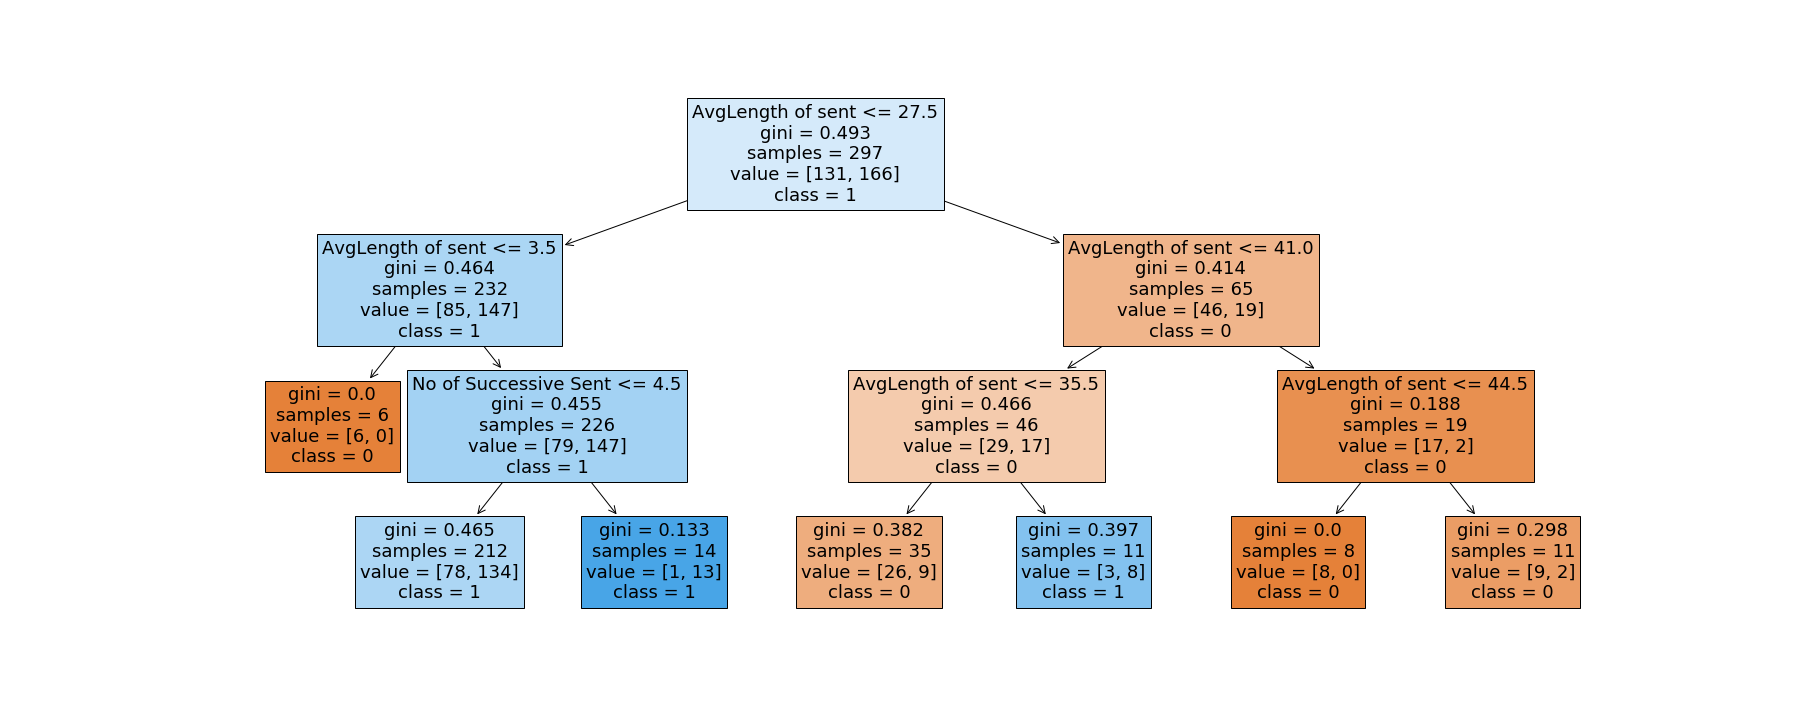 AvgLength of sent <= 27.5
gini = 0.493
samples = 297
value = [131, 166]
class = 1
AvgLength of sent <= 3.5
gini = 0.464
samples = 232
value = [85, 147]
class = 1
AvgLength of sent <= 41.0
gini = 0.414
samples = 65
value = [46, 19]
class = 0
gini = 0.0
samples = 6
value = [6, 0]
class = 0
No of Successive Sent <= 4.5
gini = 0.455
samples = 226
value = [79, 147]
class = 1
AvgLength of sent <= 35.5
gini = 0.466
samples = 46
value = [29, 17]
class = 0
AvgLength of sent <= 44.5
gini = 0.188
samples = 19
value = [17, 2]
class = 0
gini = 0.465
samples = 212
value = [78, 134]
class = 1
gini = 0.133
samples = 14
value = [1, 13]
class = 1
gini = 0.382
samples = 35
value = [26, 9]
class = 0
gini = 0.397
samples = 11
value = [3, 8]
class = 1
gini = 0.0
samples = 8
value = [8, 0]
class = 0
gini = 0.298
samples = 11
value = [9, 2]
class = 0